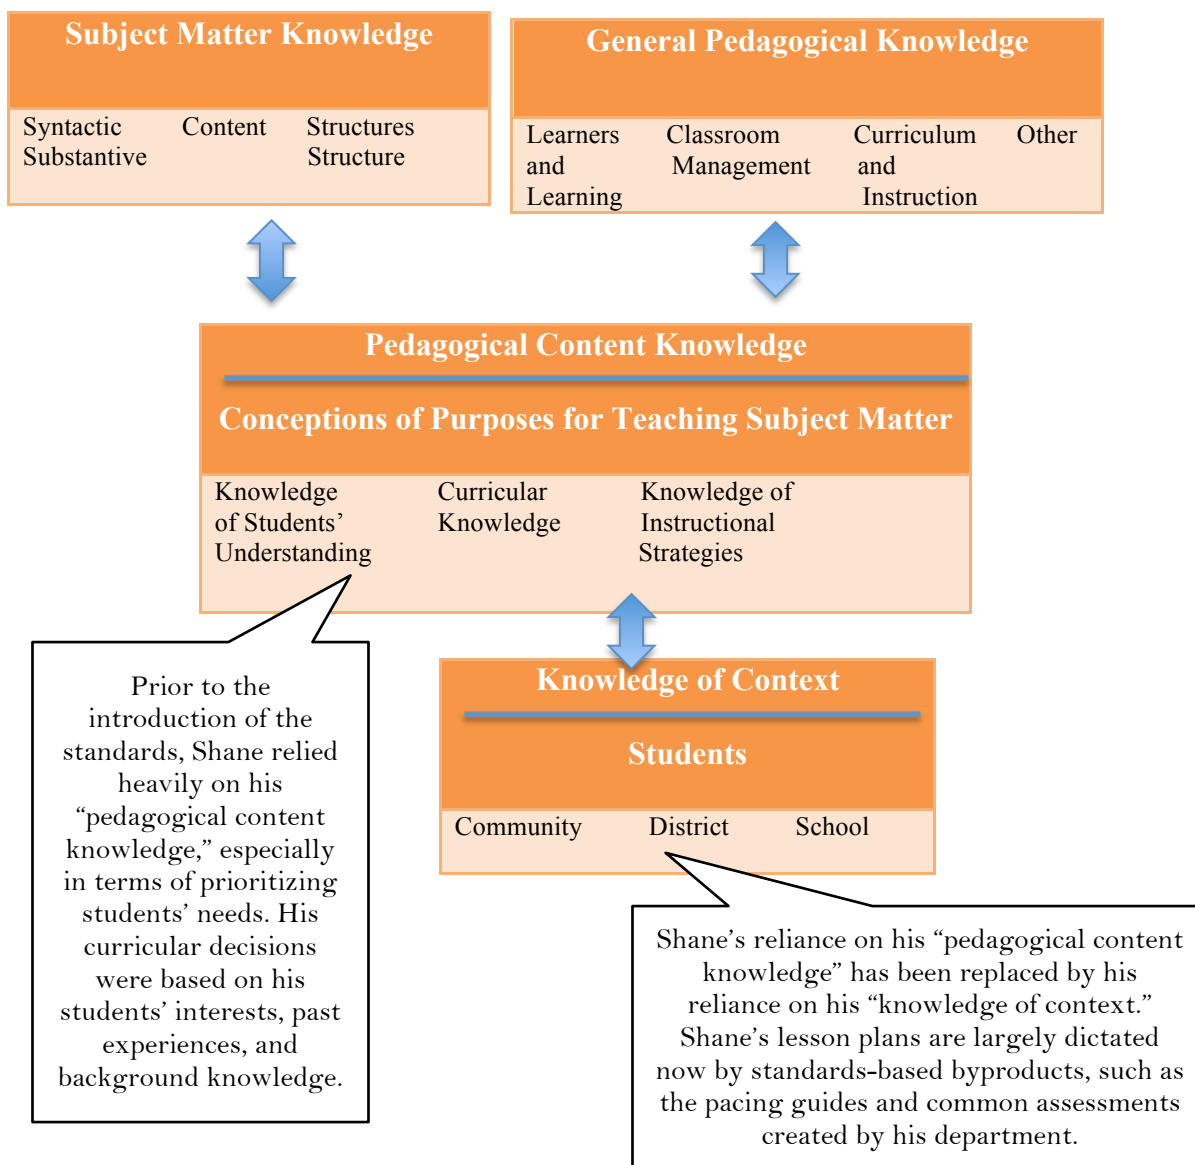 Subject Matter Knowledge
Syntactic Content Structures
Substantive Structure
General Pedagogical Knowledge
Learners Classroom Curriculum Other
and Management and
Learning Instruction
Pedagogical Content Knowledge
Conceptions of Purposes for Teaching Subject Matter
Knowledge Curricular Knowledge of
of Students’ Knowledge Instructional
Understanding Strategies
Prior to the
introduction of the
standards, Shane relied
heavily on his
“pedagogical content
knowledge,” especially
in terms of prioritizing
students’ needs. His
curricular decisions
were based on his
students’ interests, past
experiences, and
background knowledge.
Knowledge of Context
Students
Community District School
Shane’s reliance on his “pedagogical content
knowledge” has been replaced by his
reliance on his “knowledge of context.”
Shane’s lesson plans are largely dictated
now by standards-based byproducts, such as
the pacing guides and common assessments
created by his department.